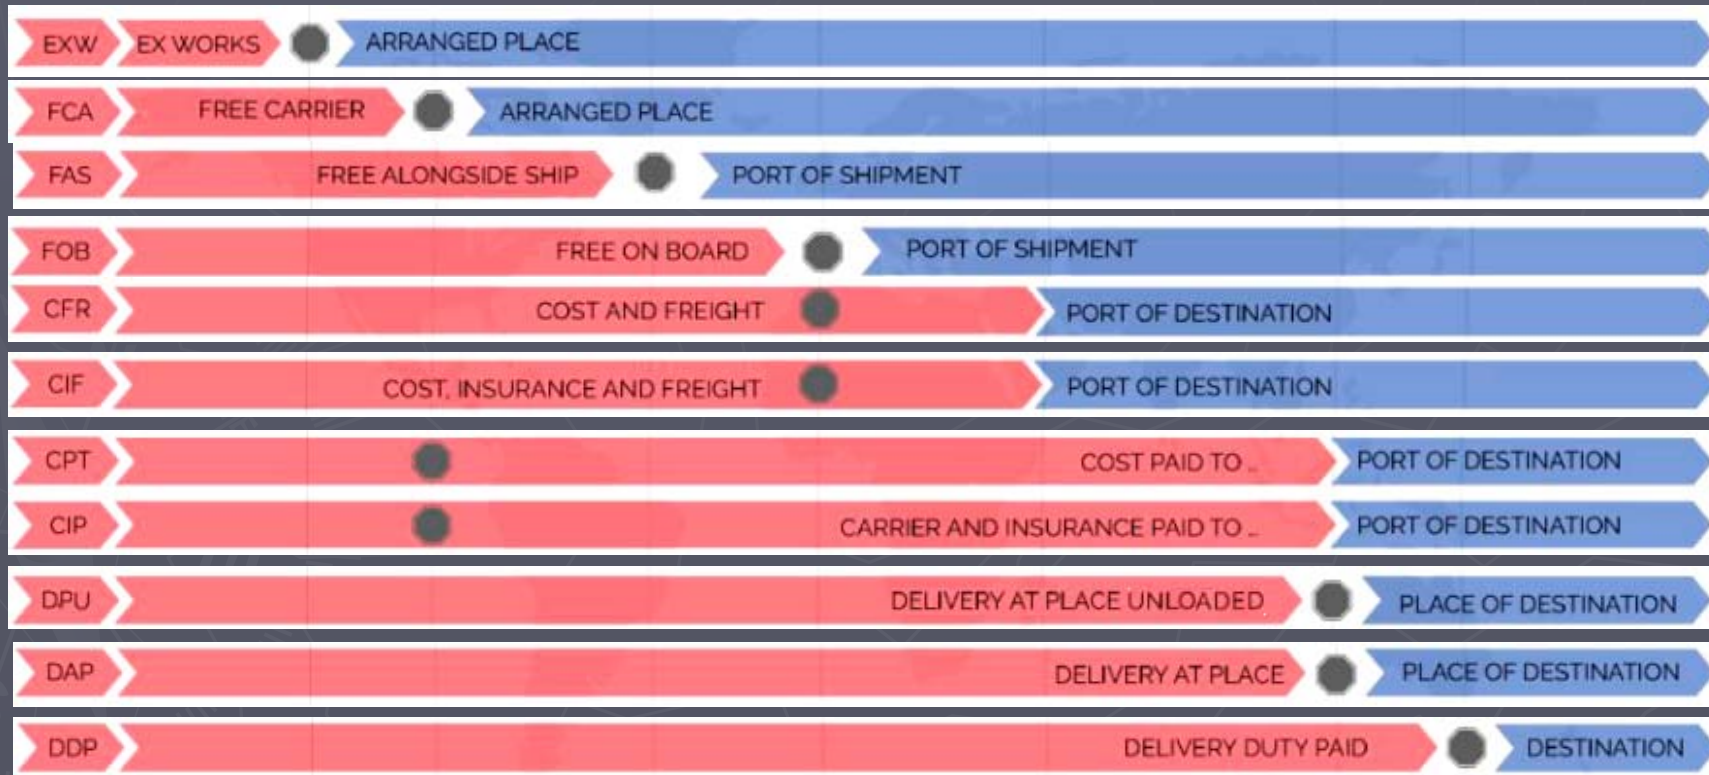 EXW EX WORKS ARRANGED PLACE
FCA FREE CARRIER ARRANGED PLACE
FAS FREE ALONGSIDE SHIP PORT OF SHIPMENT
FOB FREE ON BOARD PORT OF SHIPMENT
CFR COST AND FREIGHT PORT OF DESTINATION
CIF COST, INSURANCE AND FREIGHT PORT OF DESTINATION
CPT COST PAID TO ... PORT OF DESTINATION
CIP CARRIER AND INSURANCE PAID TO ... PORT OF DESTINATION
DPU DELIVERY AT PLACE UNLOADED PLACE OF DESTINATION
DAP DELIVERY AT PLACE PLACE OF DESTINATION
DDP DELIVERY DUTY PAID DESTINATION